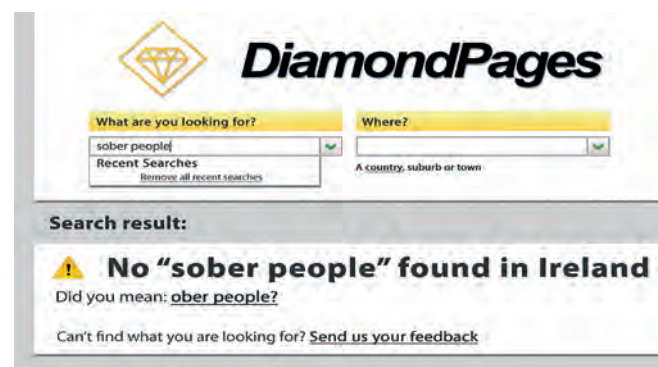 DiamondPages
What are you looking for?
Where?
sober people
Recent Searches
Remove all recent searches
A country, suburb or town
Search result:
No “sober people” found in Ireland
Did you mean: ober people?
Can't find what you are looking for? Send us your feedback